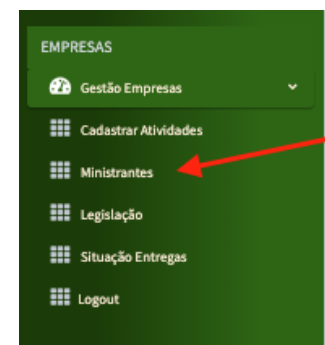 EMPRESAS
Gestão Empresas
Cadastrar Atividades
Ministrantes
Legislação
Situação Entregas
Logout